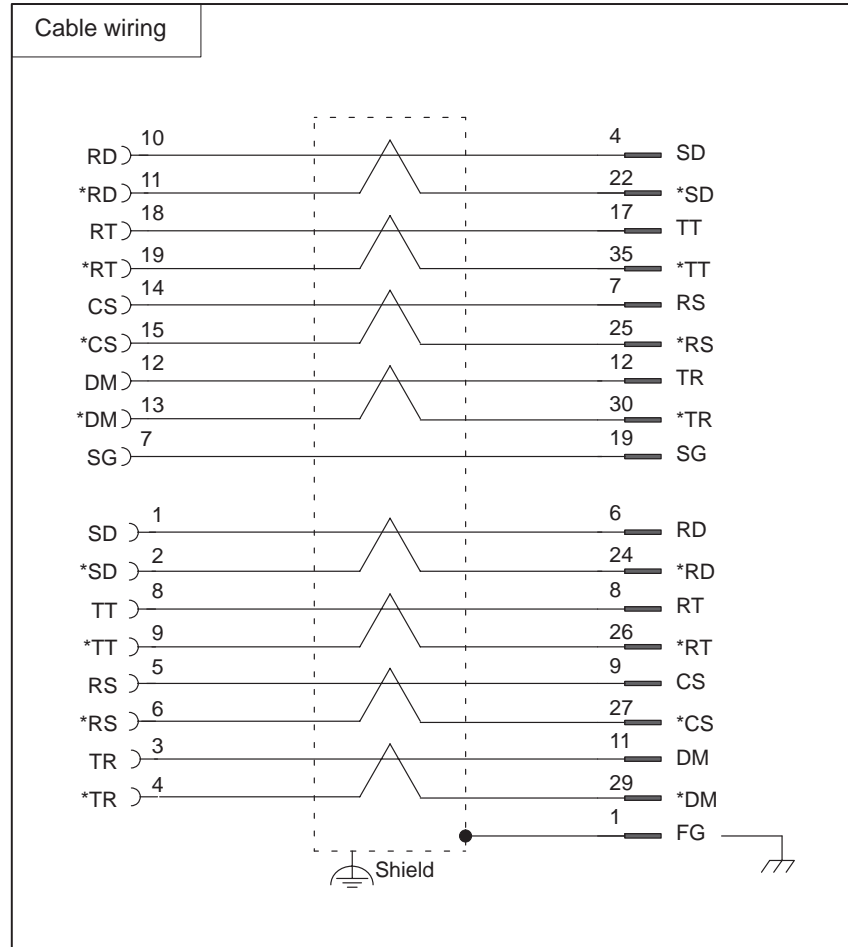 Cable wiring
RD 10 4 SD
*RD 11 22 *SD
RT 18 17 TT
*RT 19 35 *TT
CS 14 7 RS
*CS 15 25 *RS
DM 12 12 TR
*DM 13 30 *TR
SG 7 19 SG
SD 1 6 RD
*SD 2 24 *RD
TT 8 8 RT
*TT 9 26 *RT
RS 5 9 CS
*RS 6 27 *CS
TR 3 11 DM
*TR 4 29 *DM
1 FG
Shield